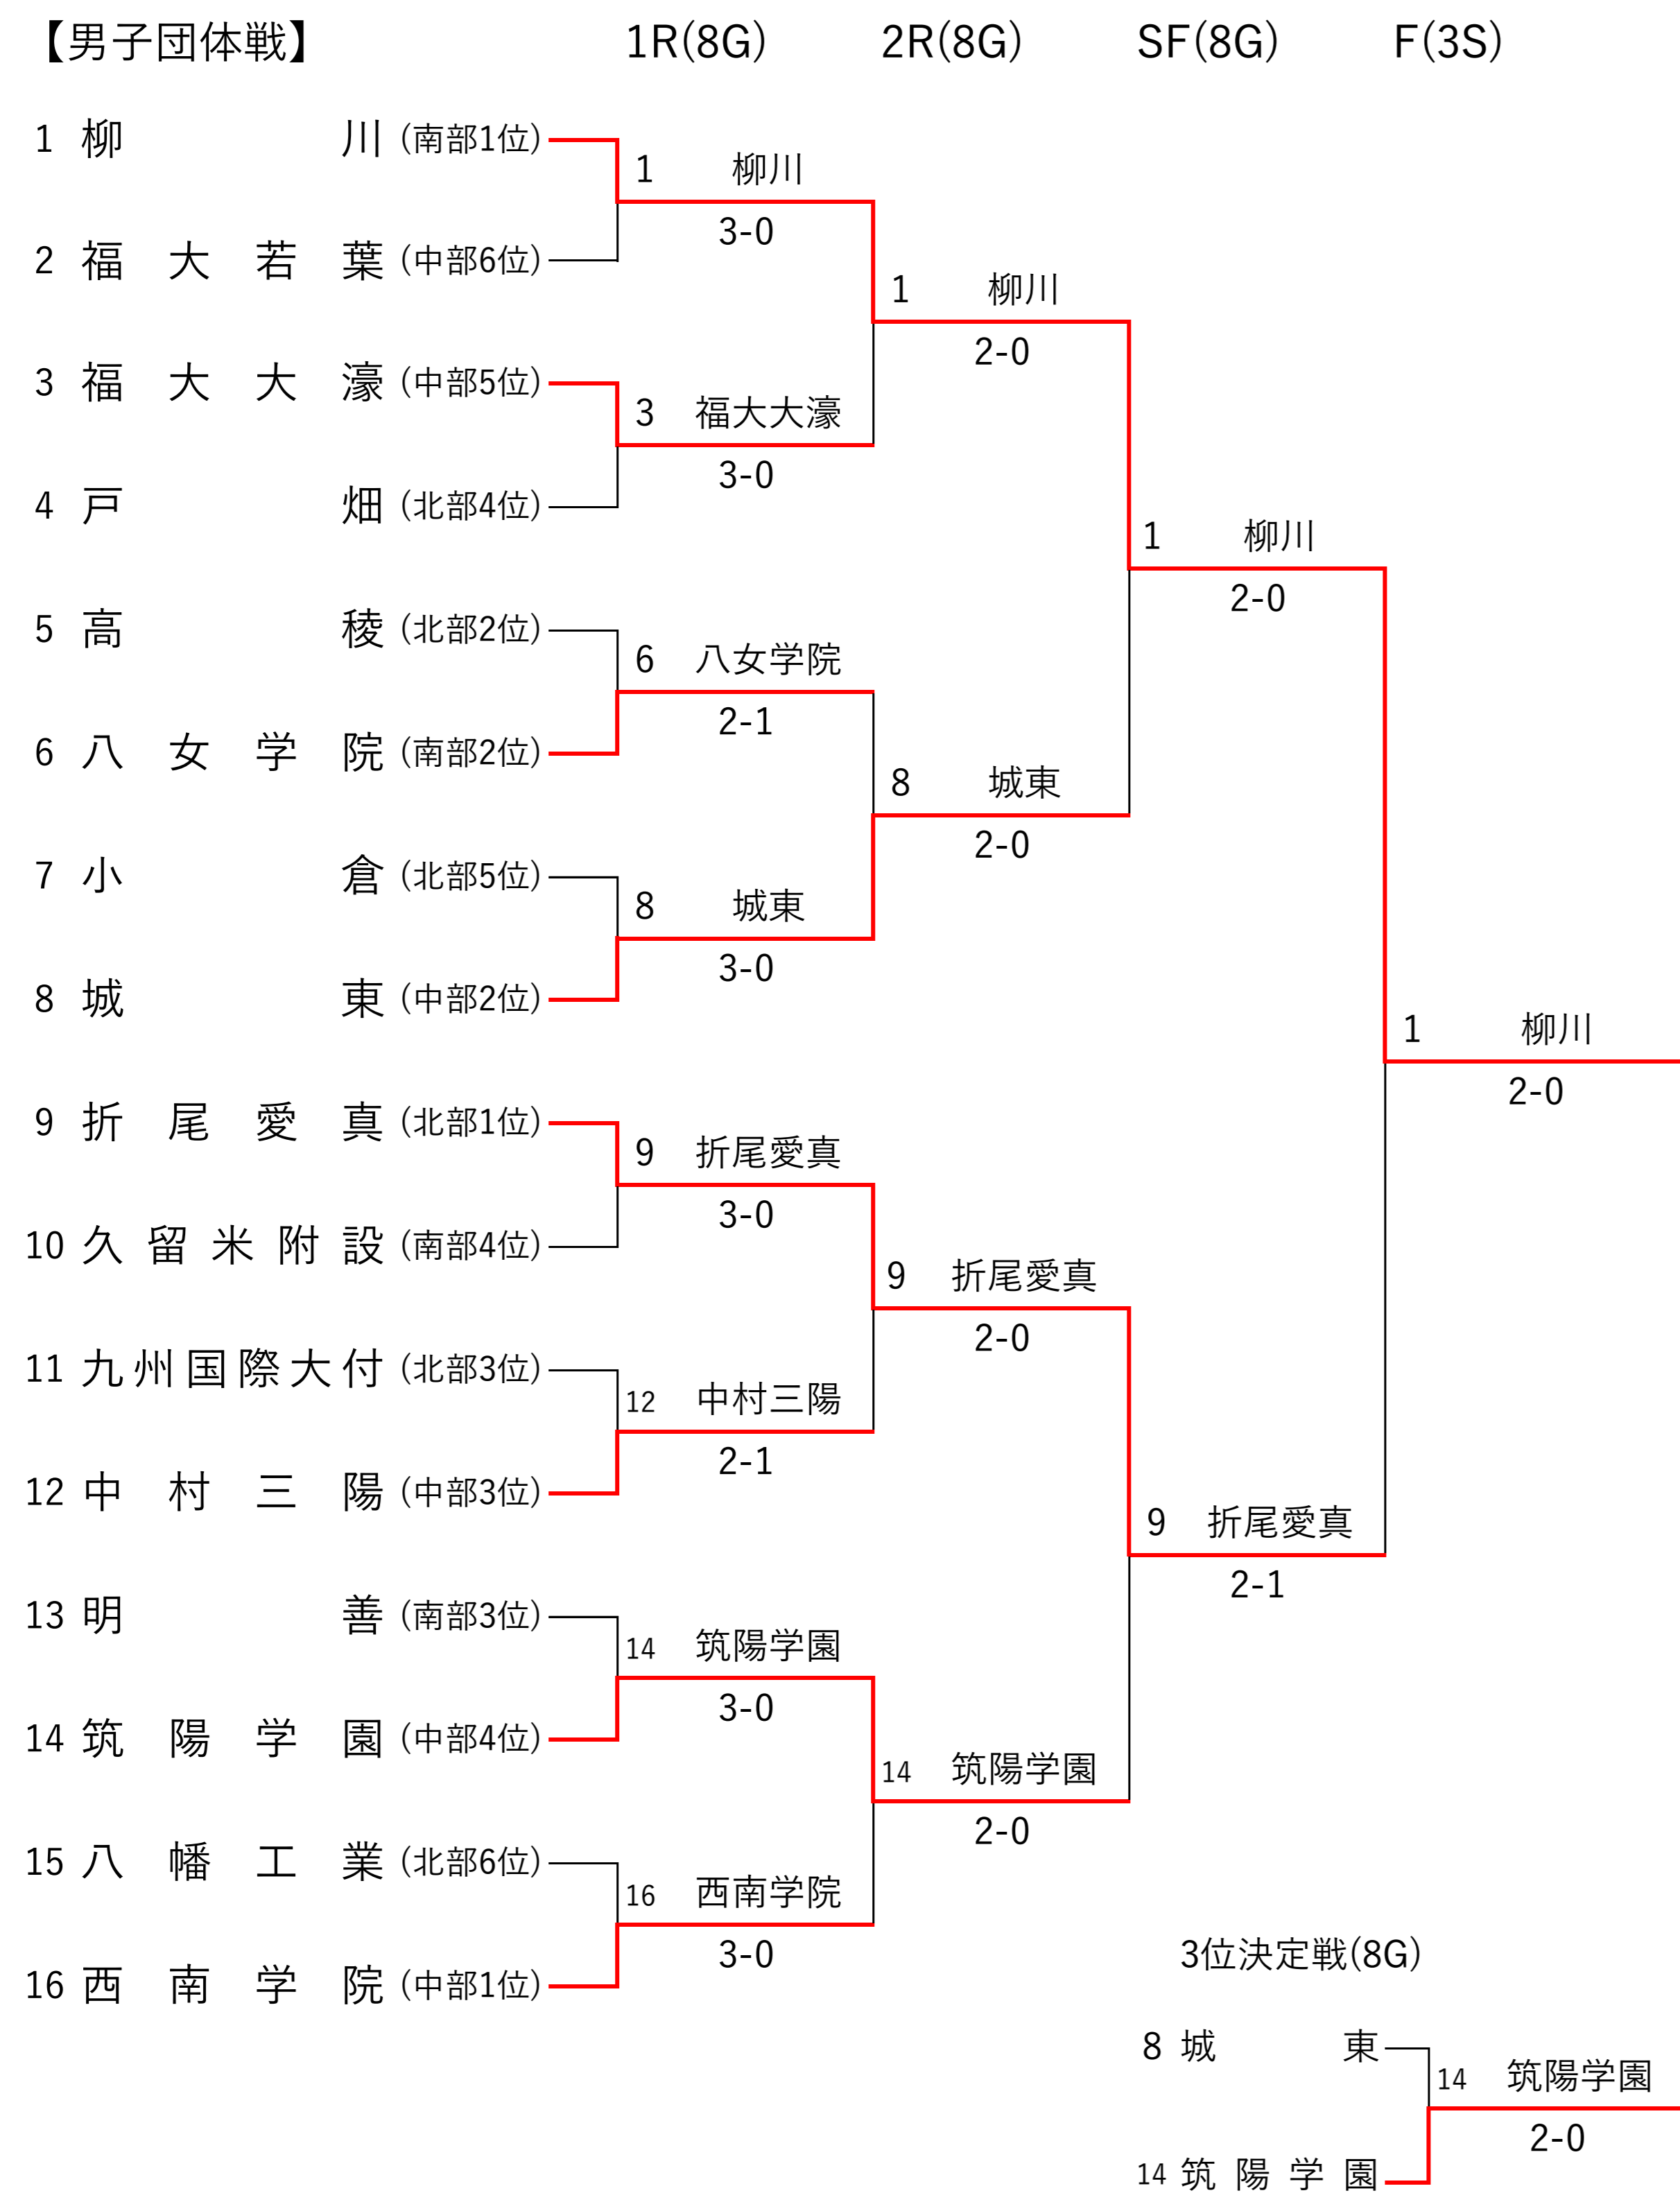 【男子団体戦】 1R(8G) 2R(8G) SF(8G) F(3S)
1 柳川 (南部1位)
1 柳川
3-0
2 福大若葉 (中部6位)
1 柳川
2-0
3 福大大濠 (中部5位)
3 福大大濠
3-0
4 戸畑 (北部4位)
1 柳川
2-0
5 高稜 (北部2位)
6 八女学院
2-1
6 八女学院 (南部2位)
8 城東
2-0
7 小倉 (北部5位)
8 城東
3-0
8 城東 (中部2位)
1 柳川
2-0
9 折尾愛真 (北部1位)
9 折尾愛真
3-0
10 久留米附設 (南部4位)
9 折尾愛真
2-0
11 九州国際大付 (北部3位)
12 中村三陽
2-1
12 中村三陽 (中部3位)
9 折尾愛真
2-1
13 明善 (南部3位)
14 筑陽学園
3-0
14 筑陽学園 (中部4位)
14 筑陽学園
2-0
15 八幡工業 (北部6位)
16 西南学院
3-0
16 西南学院 (中部1位)
3位決定戦(8G)
8 城東
14 筑陽学園
2-0
14 筑陽学園